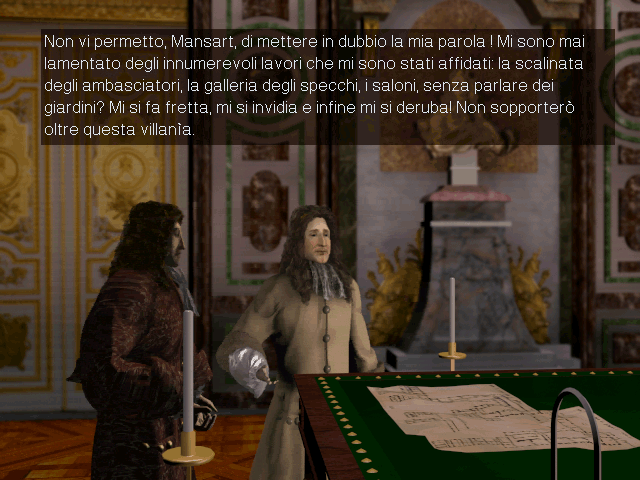 Non vi permetto, Mansart, di mettere in dubbio la mia parola ! Mi sono mai
lamentato degli innumerevoli lavori che mi sono stati affidati: la scalinata
degli ambasciatori, la galleria degli specchi, i saloni, senza parlare dei
giardini? Mi si fa fretta, mi si invidia e infine mi si deruba! Non sopporterò
oltre questa villanìa.